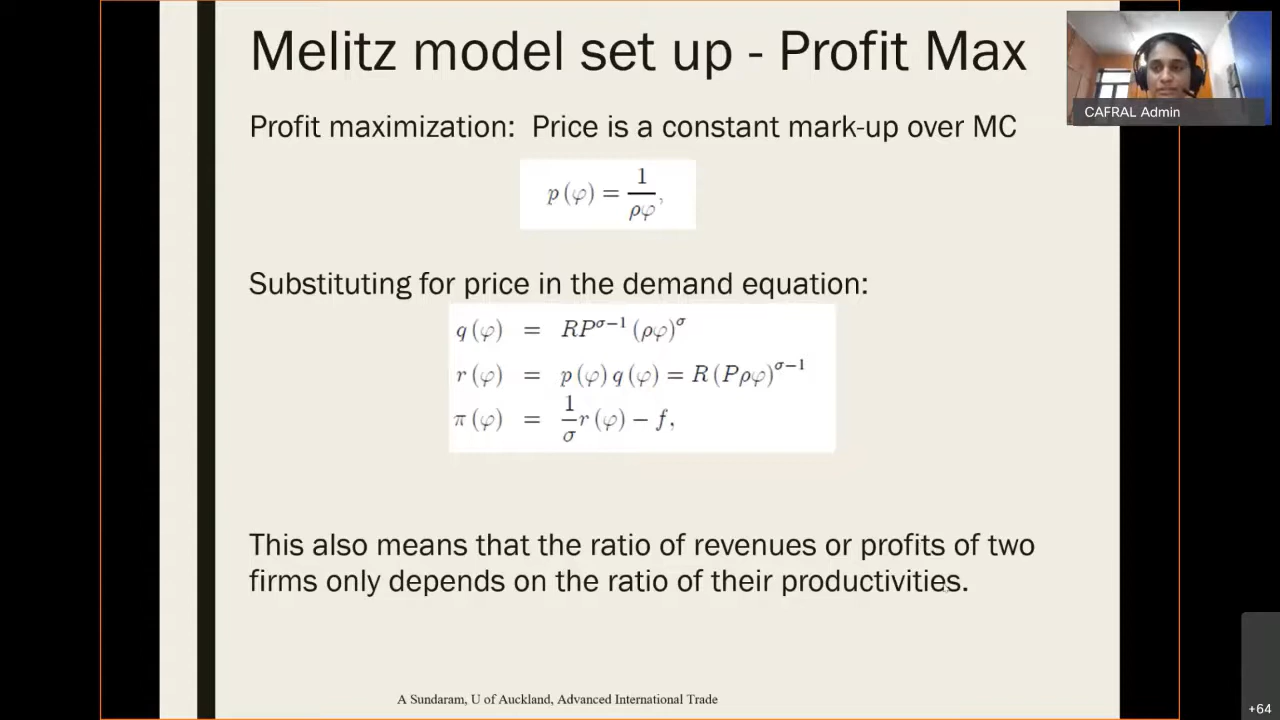 Melitz model set up - Profit Max
CAFRAL Admin
Profit maximization: Price is a constant mark-up over MC
p (φ) = 1/ρφ,
Substituting for price in the demand equation:
q (φ) = RP^σ−1 (ρφ)^σ
r (φ) = p (φ) q (φ) = R (Pρφ)^σ−1
π (φ) = 1/σ r (φ) − f,
This also means that the ratio of revenues or profits of two
firms only depends on the ratio of their productivities.
A Sundaram, U of Auckland, Advanced International Trade
+64